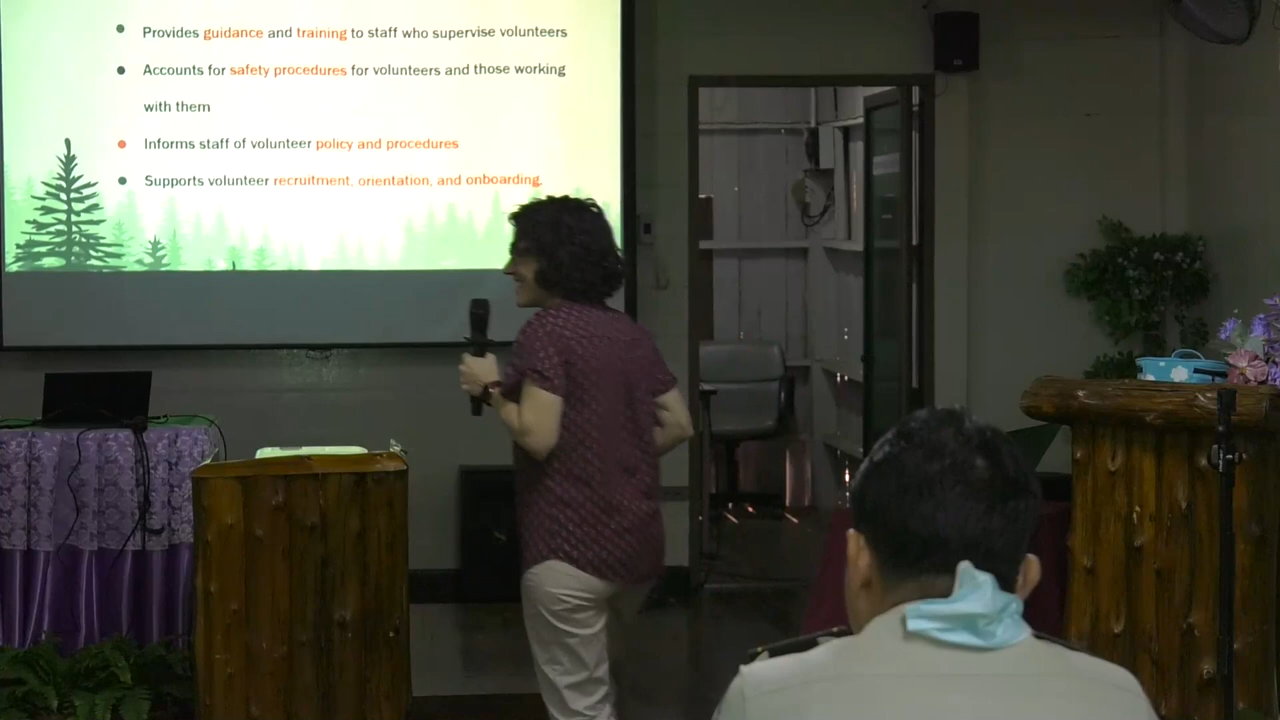 Provides guidance and training to staff who supervise volunteers
Accounts for safety procedures for volunteers and those working
with them
Informs staff of volunteer policy and procedures
Supports volunteer recruitment, orientation, and onboarding.